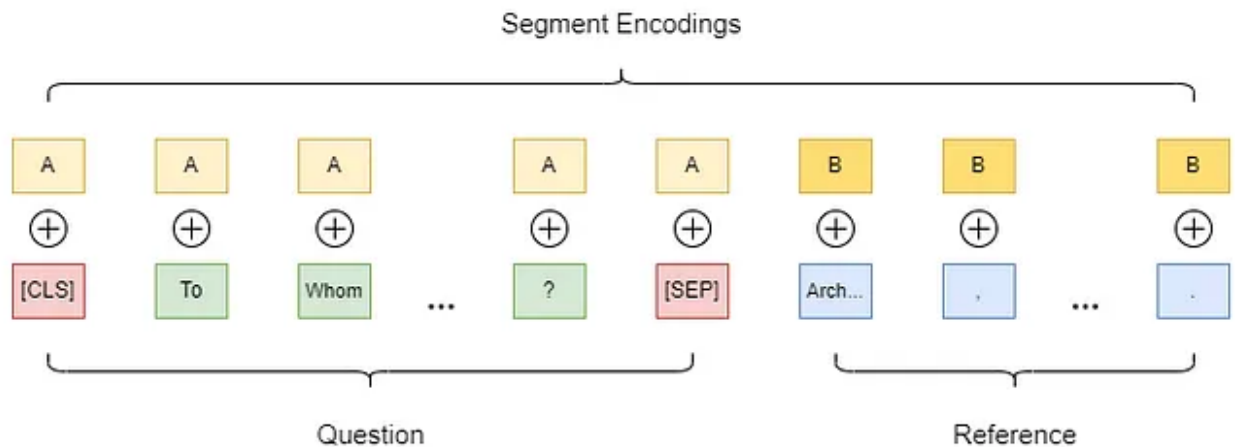 Segment Encodings
A A A A A B B B
[CLS] To Whom ... ? [SEP] Arch... , ... .
Question Reference